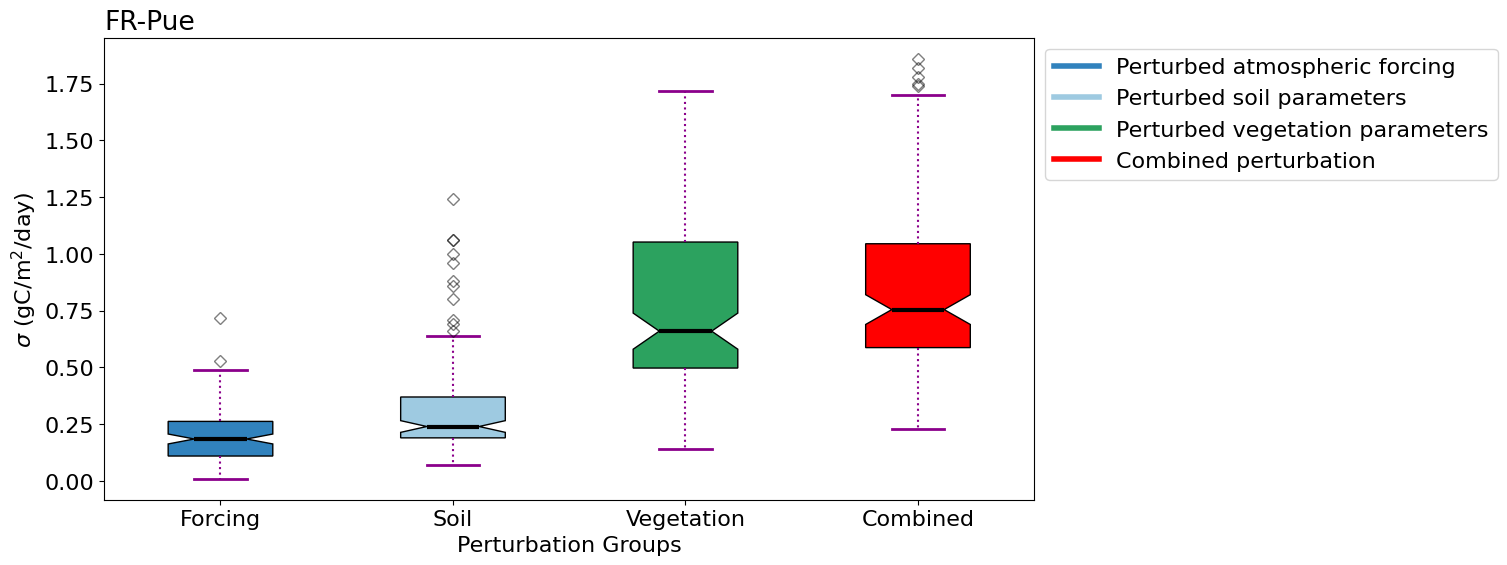 FR-Pue
σ (gC/m²/day)
1.75
1.50
1.25
1.00
0.75
0.50
0.25
0.00
Forcing
Soil
Vegetation
Combined
Perturbation Groups
Perturbed atmospheric forcing
Perturbed soil parameters
Perturbed vegetation parameters
Combined perturbation